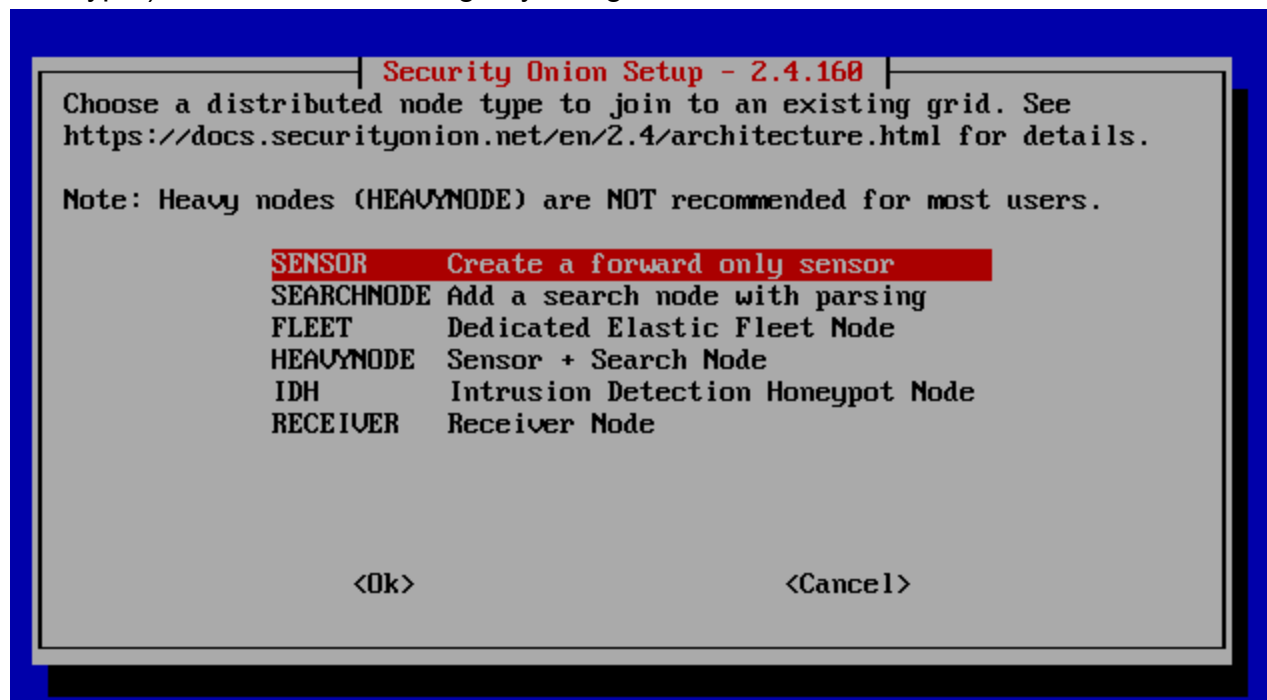 Security Onion Setup - 2.4.160
Choose a distributed node type to join to an existing grid. See
https://docs.securityonion.net/en/2.4/architecture.html for details.
Note: Heavy nodes (HEAVYNODE) are NOT recommended for most users.
SENSOR Create a forward only sensor
SEARCHNODE Add a search node with parsing
FLEET Dedicated Elastic Fleet Node
HEAVYNODE Sensor + Search Node
IDH Intrusion Detection Honeypot Node
RECEIVER Receiver Node
<Ok> <Cancel>